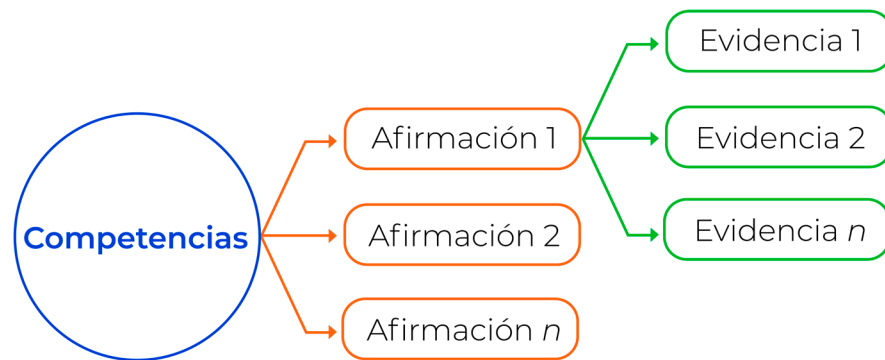 Competencias
Afirmación 1
Afirmación 2
Afirmación n
Evidencia 1
Evidencia 2
Evidencia n